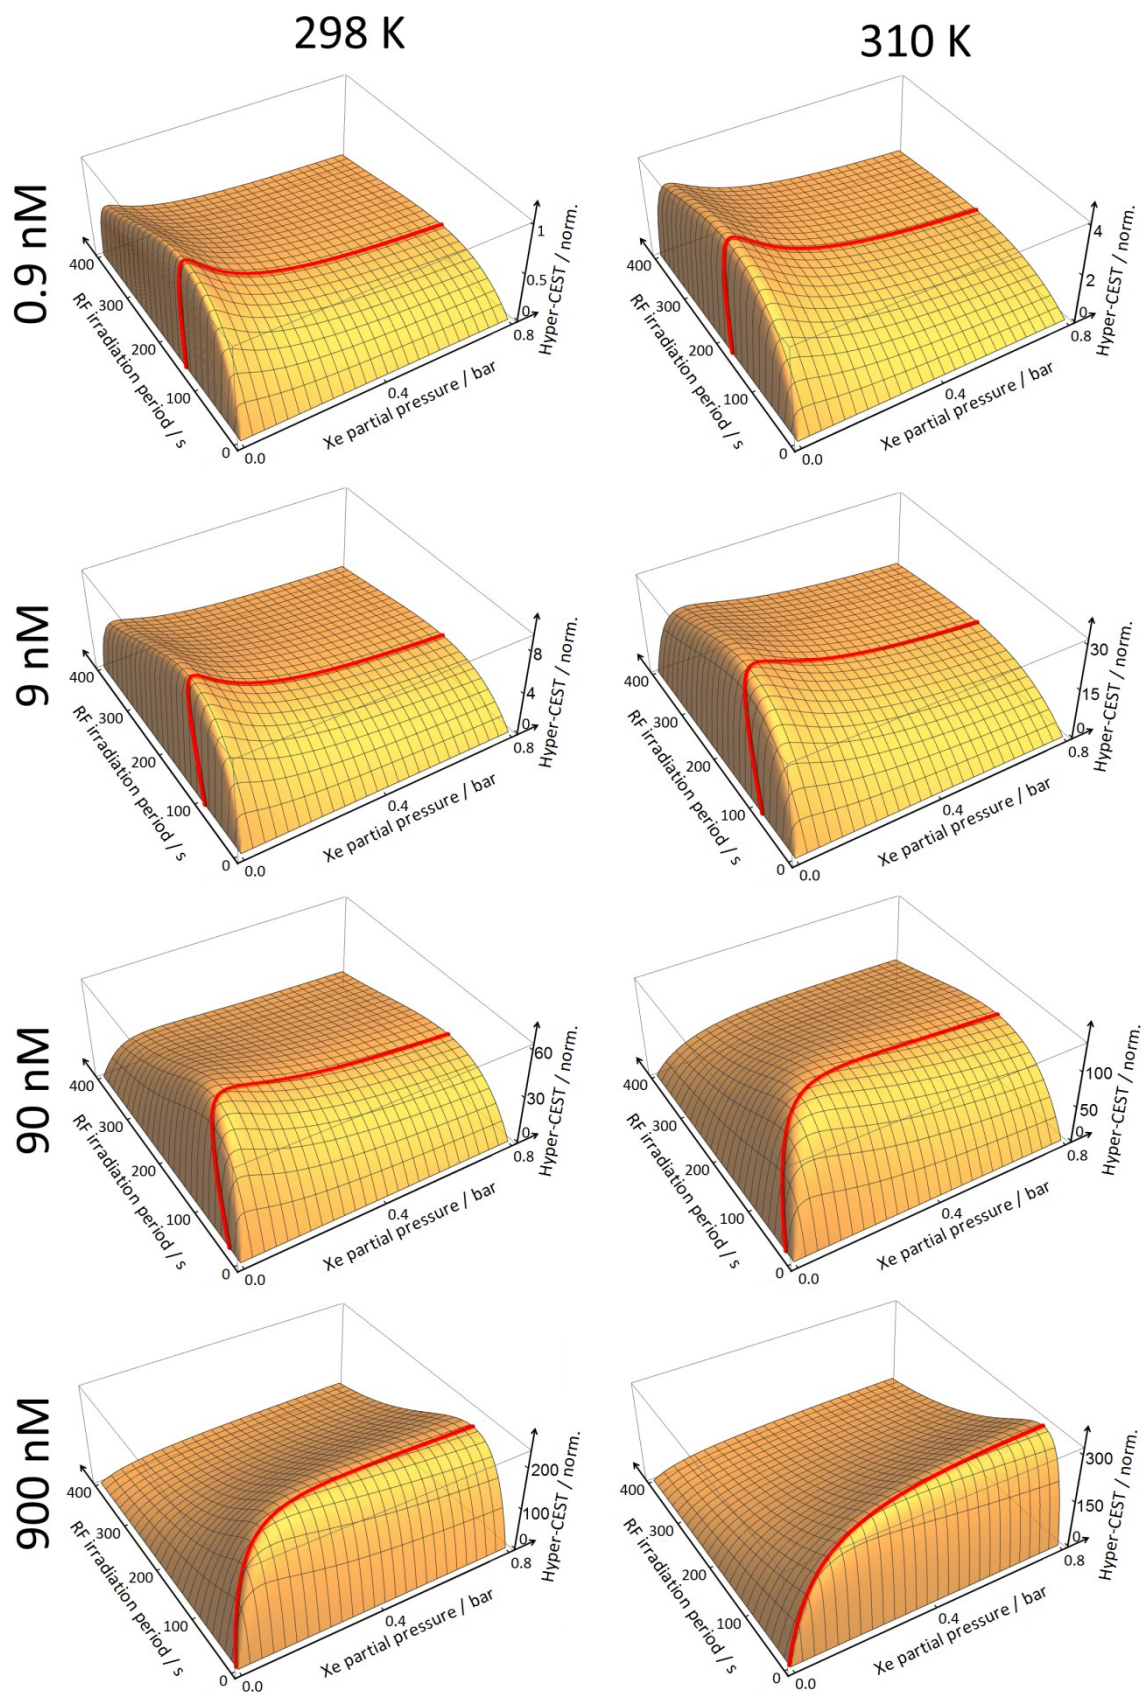 298 K
310 K
0.9 nM
400
300
200
100
0
RF irradiation period / s
0.0
0.4
0.8
Xe partial pressure / bar
1
0.5
0
Hyper-CEST / norm.
400
300
200
100
0
RF irradiation period / s
0.0
0.4
0.8
Xe partial pressure / bar
4
2
0
Hyper-CEST / norm.
9 nM
400
300
200
100
0
RF irradiation period / s
0.0
0.4
0.8
Xe partial pressure / bar
8
4
0
Hyper-CEST / norm.
400
300
200
100
0
RF irradiation period / s
0.0
0.4
0.8
Xe partial pressure / bar
30
15
0
Hyper-CEST / norm.
90 nM
400
300
200
100
0
RF irradiation period / s
0.0
0.4
0.8
Xe partial pressure / bar
60
30
0
Hyper-CEST / norm.
400
300
200
100
0
RF irradiation period / s
0.0
0.4
0.8
Xe partial pressure / bar
100
50
0
Hyper-CEST / norm.
900 nM
400
300
200
100
0
RF irradiation period / s
0.0
0.4
0.8
Xe partial pressure / bar
200
100
0
Hyper-CEST / norm.
400
300
200
100
0
RF irradiation period / s
0.0
0.4
0.8
Xe partial pressure / bar
300
150
0
Hyper-CEST / norm.